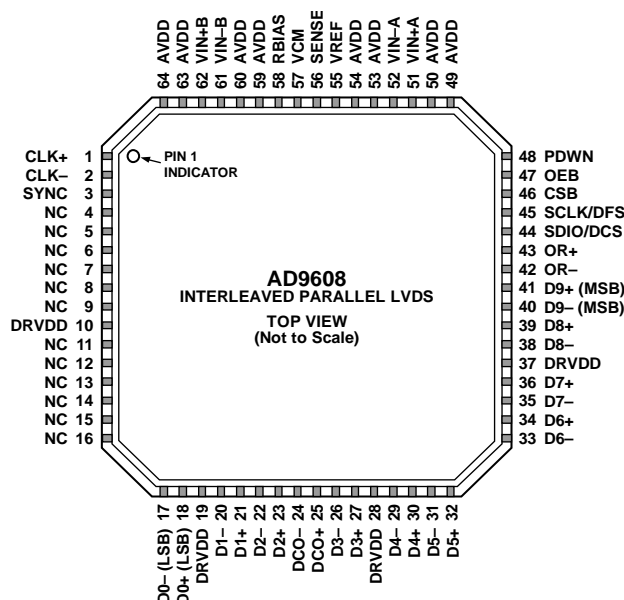 64 AVDD
63 AVDD
62 VIN+B
61 VIN–B
60 AVDD
59 AVDD
58 RBIAS
57 VCM
56 SENSE
55 VREF
54 AVDD
53 AVDD
52 VIN–A
51 VIN+A
50 AVDD
49 AVDD
CLK+ 1
CLK– 2
SYNC 3
NC 4
NC 5
NC 6
NC 7
NC 8
NC 9
DRVDD 10
NC 11
NC 12
NC 13
NC 14
NC 15
NC 16
PIN 1
INDICATOR
AD9608
INTERLEAVED PARALLEL LVDS
TOP VIEW
(Not to Scale)
48 PDWN
47 OEB
46 CSB
45 SCLK/DFS
44 SDIO/DCS
43 OR+
42 OR–
41 D9+ (MSB)
40 D9– (MSB)
39 D8+
38 D8–
37 DRVDD
36 D7+
35 D7–
34 D6+
33 D6–
D0– (LSB) 17
D0+ (LSB) 18
DRVDD 19
D1– 20
D1+ 21
D2– 22
D2+ 23
DCO– 24
DCO+ 25
D3– 26
D3+ 27
DRVDD 28
D4– 29
D4+ 30
D5– 31
D5+ 32